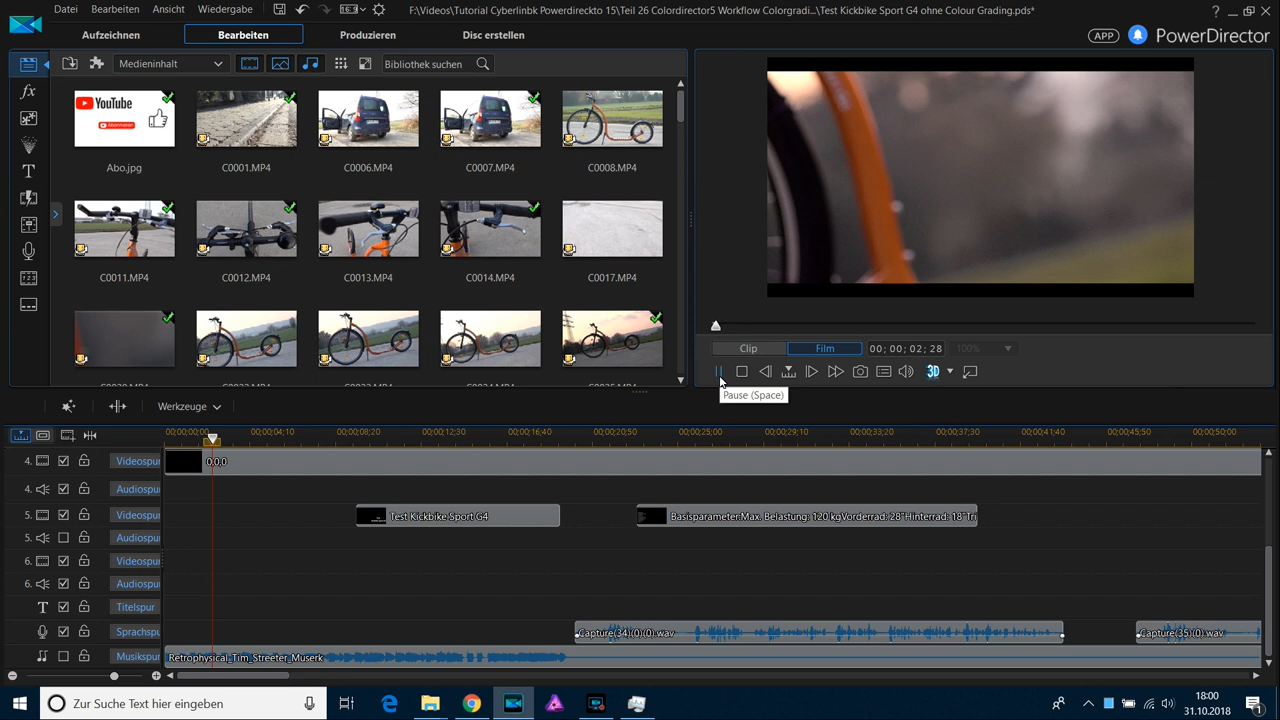 Datei Bearbeiten Ansicht Wiedergabe 16:9 F:\Videos\Tutorial Cyberlinbk Powerdireckto 15\Teil 26 Colordirector5 Workflow Colorgradi...\Test Kickbike Sport G4 ohne Colour Grading.pds* ?
Aufzeichnen Bearbeiten Produzieren Disc erstellen APP PowerDirector
Medieninhalt Bibliothek suchen
YouTube
Abo.jpg C0001.MP4 C0006.MP4 C0007.MP4 C0008.MP4
C0011.MP4 C0012.MP4 C0013.MP4 C0014.MP4 C0017.MP4
Clip Film 00; 00; 02; 28 100%
3D
Pause (Space)
Werkzeuge
00;00;00;00 00;00;04;10 00;00;08;20 00;00;12;30 00;00;16;40 00;00;20;50 00;00;25;00 00;00;29;10 00;00;33;20 00;00;37;30 00;00;41;40 00;00;45;50 00;00;50;00
4. Videospur 0,0,0
4. Audiospur
5. Videospur Test Kickbike Sport G4 Basisparameter:Max. Belastung: 120 kgVorderrad: 28"Hinterrad: 18"Tri
5. Audiospur
6. Videospur
6. Audiospur
T Titelspur
Sprachspu Capture(34)(0)(0).wav Capture(35)(0).wav
Musikspur Retrophysical_Tim_Streeter_Muserk
Zur Suche Text hier eingeben 18:00
31.10.2018